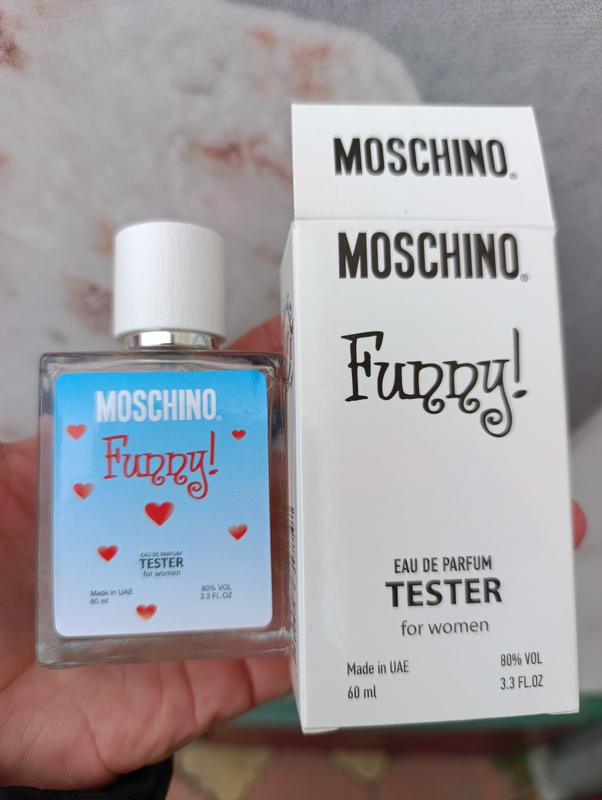 MOSCHINO®
MOSCHINO®
Funny!
EAU DE PARFUM
TESTER
for women
Made in UAE
60 ml
80% VOL
3.3 FL.OZ
MOSCHINO®
Funny!
EAU DE PARFUM
TESTER
for women
Made in UAE
60 ml
80% VOL
3.3 FL.OZ